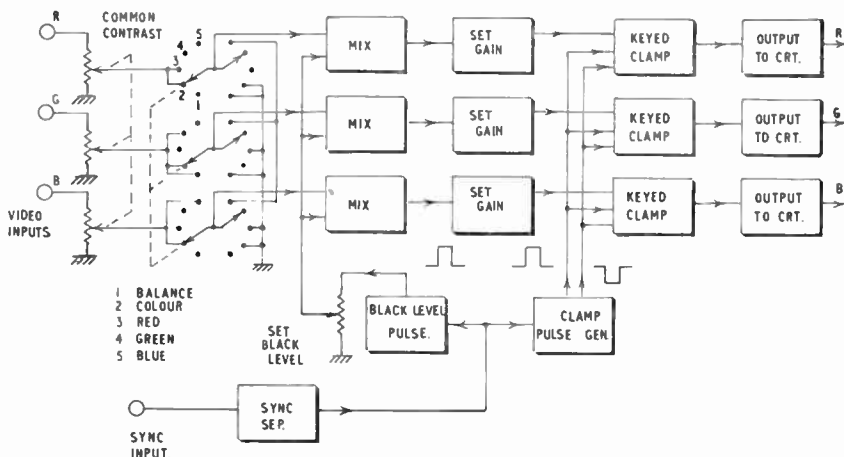 R
COMMON
CONTRAST
5
4
3
2
1
MIX
SET
GAIN
KEYED
CLAMP
OUTPUT
TO CRT.
R
G
MIX
SET
GAIN
KEYED
CLAMP
OUTPUT
TO CRT.
G
B
MIX
SET
GAIN
KEYED
CLAMP
OUTPUT
TO CRT.
B
VIDEO
INPUTS
1 BALANCE
2 COLOUR
3 RED
4 GREEN
5 BLUE
SET
BLACK
LEVEL
BLACK LEVEL
PULSE.
CLAMP
PULSE GEN.
SYNC
SEP.
SYNC
INPUT.